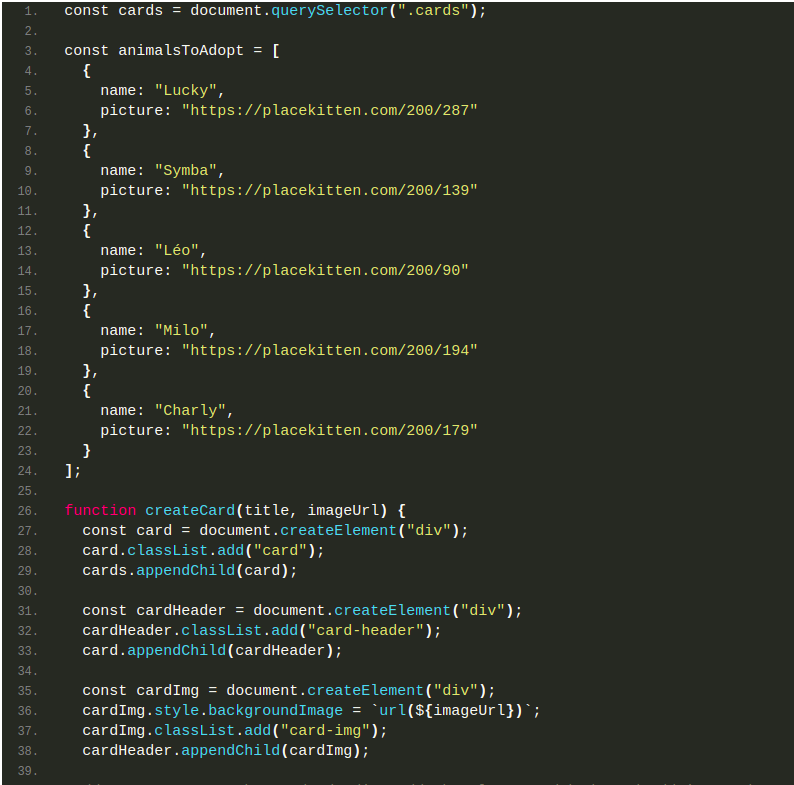 1. const cards = document.querySelector(".cards");
2.
3. const animalsToAdopt = [
4. {
5. name: "Lucky",
6. picture: "https://placekitten.com/200/287"
7. },
8. {
9. name: "Symba",
10. picture: "https://placekitten.com/200/139"
11. },
12. {
13. name: "Léo",
14. picture: "https://placekitten.com/200/90"
15. },
16. {
17. name: "Milo",
18. picture: "https://placekitten.com/200/194"
19. },
20. {
21. name: "Charly",
22. picture: "https://placekitten.com/200/179"
23. }
24. ];
25.
26. function createCard(title, imageUrl) {
27. const card = document.createElement("div");
28. card.classList.add("card");
29. cards.appendChild(card);
30.
31. const cardHeader = document.createElement("div");
32. cardHeader.classList.add("card-header");
33. card.appendChild(cardHeader);
34.
35. const cardImg = document.createElement("div");
36. cardImg.style.backgroundImage = `url(${imageUrl})`;
37. cardImg.classList.add("card-img");
38. cardHeader.appendChild(cardImg);
39.